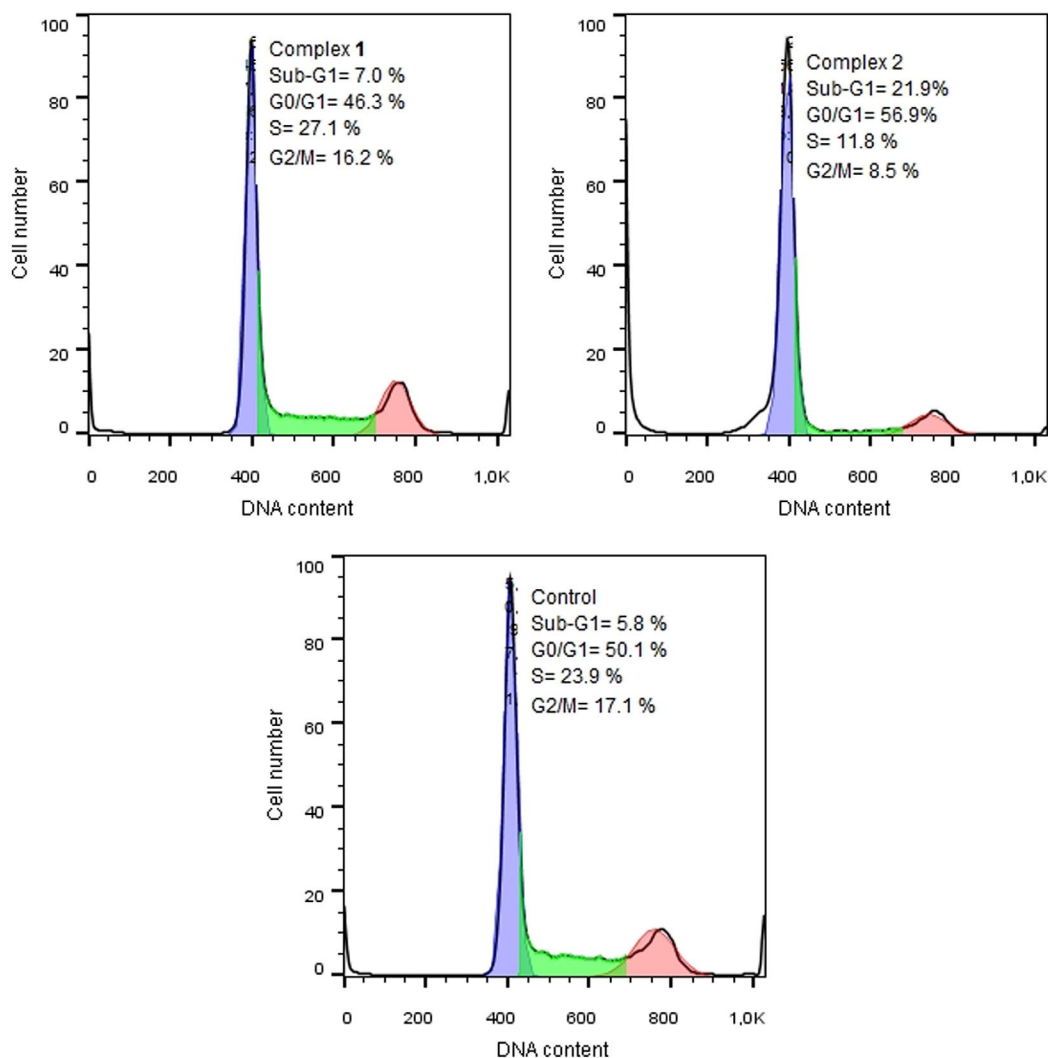 100
80
60
40
20
0
Cell number
Complex 1
Sub-G1= 7.0 %
G0/G1= 46.3 %
S= 27.1 %
G2/M= 16.2 %
0 200 400 600 800 1,0K
DNA content
100
80
60
40
20
0
Cell number
Complex 2
Sub-G1= 21.9%
G0/G1= 56.9%
S= 11.8 %
G2/M= 8.5 %
0 200 400 600 800 1,0K
DNA content
100
80
60
40
20
0
Cell number
Control
Sub-G1= 5.8 %
G0/G1= 50.1 %
S= 23.9 %
G2/M= 17.1 %
0 200 400 600 800 1,0K
DNA content